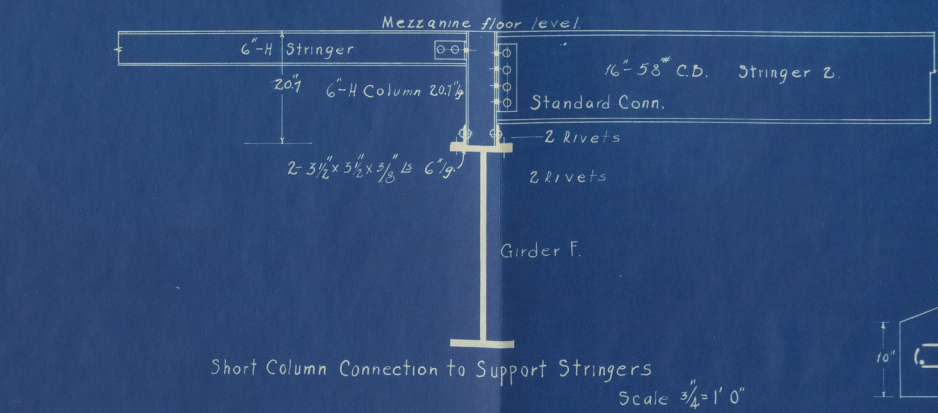 Mezzanine floor level.
6"-H Stringer
16"-58# C.B. Stringer 2
20.7"
6"-H Column 20.7"lg.
Standard Conn.
2 Rivets
2-3½"x3½"x3/8" Ls 6"lg.
2 Rivets
Girder F.
10"
Short Column Connection to Support Stringers
Scale 3/4"=1' 0"